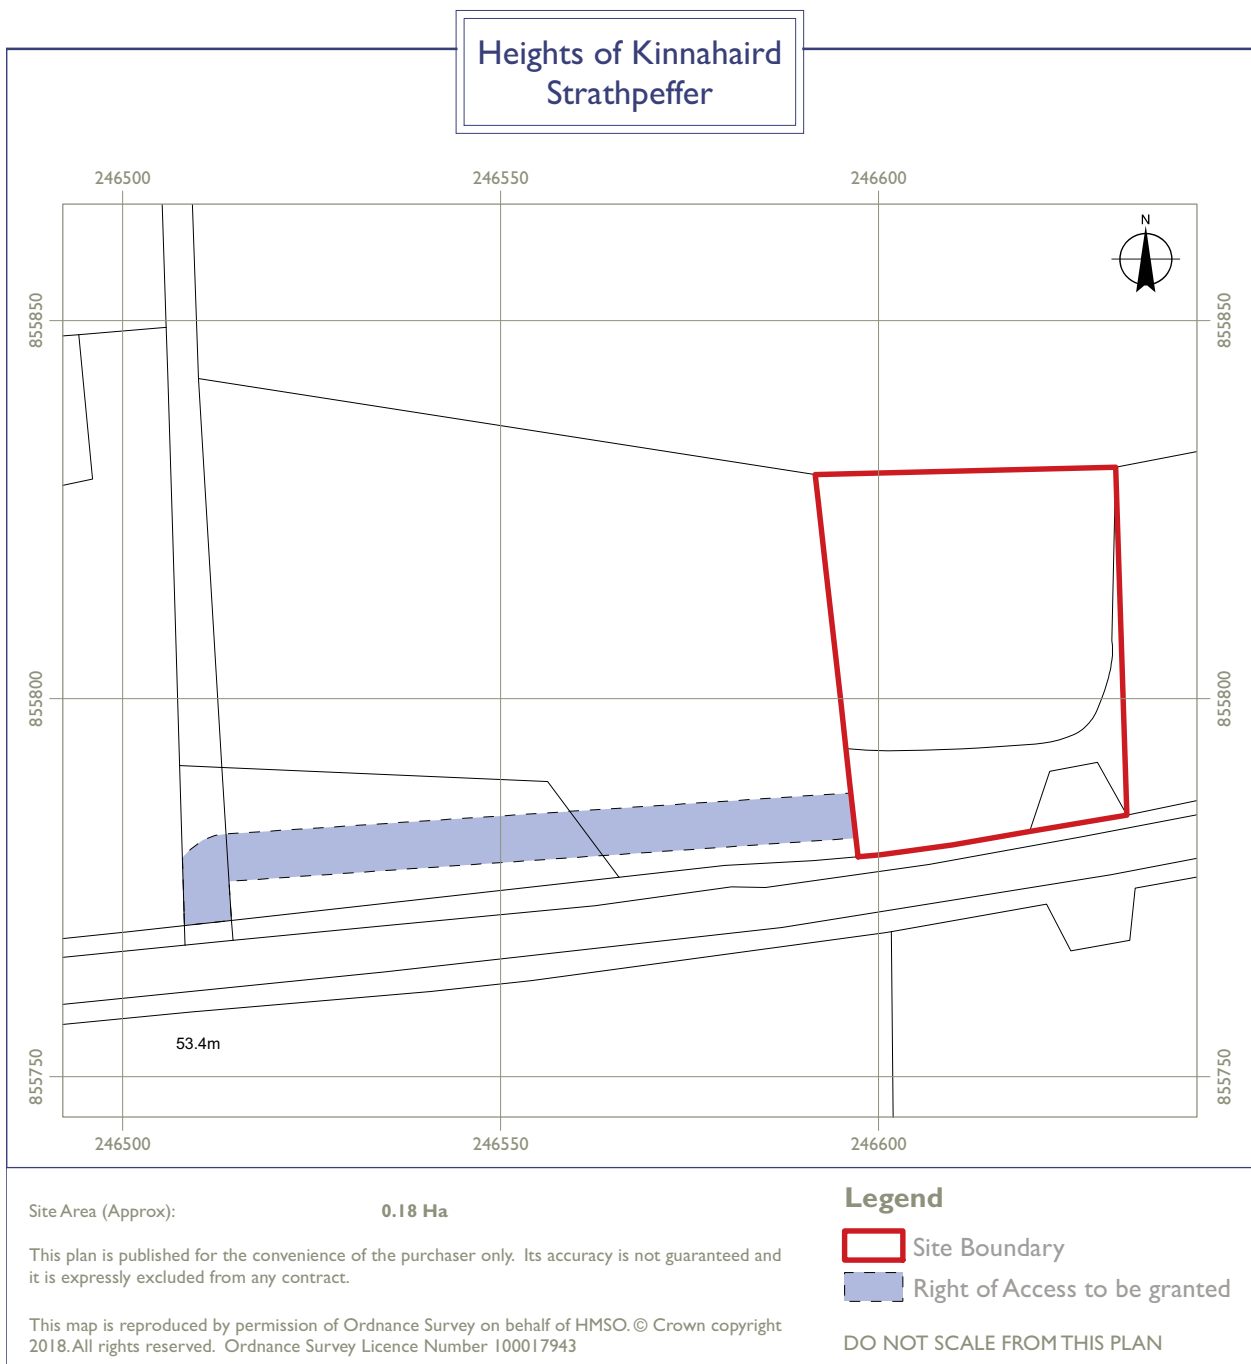 Heights of Kinnahaird
Strathpeffer
246500 246550 246600
N
855850 855850
855800 855800
53.4m
855750 855750
246500 246550 246600
Site Area (Approx): 0.18 Ha
This plan is published for the convenience of the purchaser only. Its accuracy is not guaranteed and
it is expressly excluded from any contract.
This map is reproduced by permission of Ordnance Survey on behalf of HMSO. © Crown copyright
2018. All rights reserved. Ordnance Survey Licence Number 100017943
Legend
Site Boundary
Right of Access to be granted
DO NOT SCALE FROM THIS PLAN